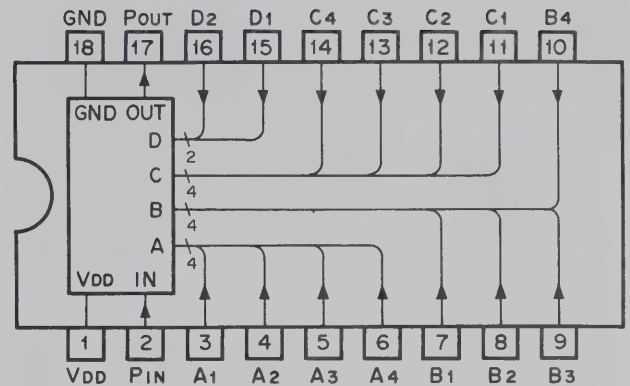 GND POUT D2 D1 C4 C3 C2 C1 B4
18 17 16 15 14 13 12 11 10
GND OUT
D 2
C 4
B 4
A 4
VDD IN
1 2 3 4 5 6 7 8 9
VDD PIN A1 A2 A3 A4 B1 B2 B3